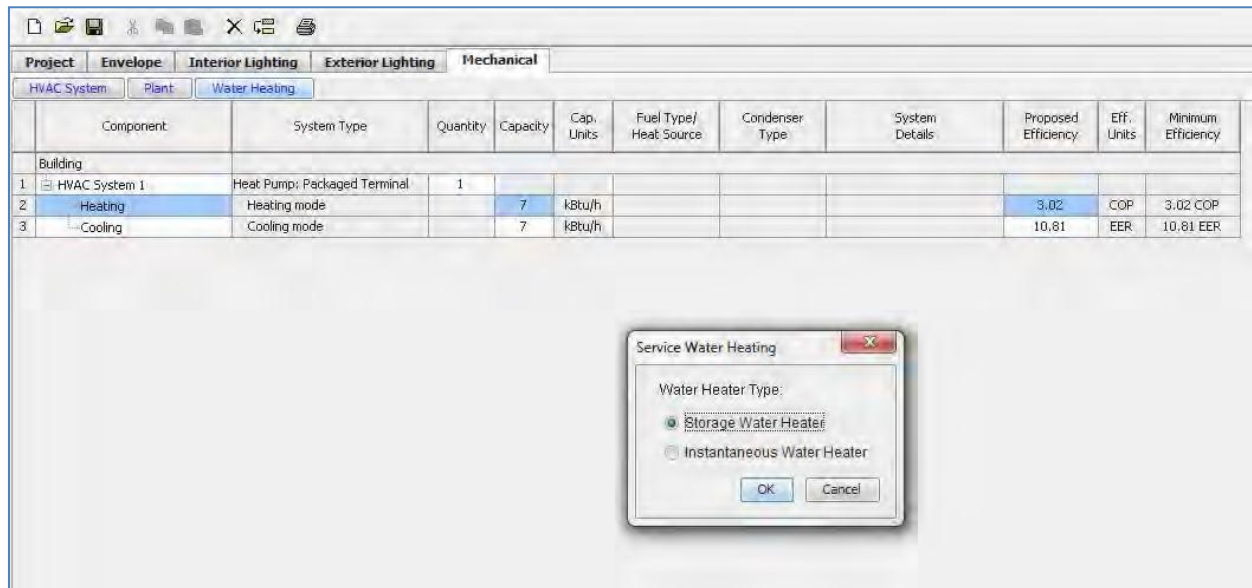 Project Envelope Interior Lighting Exterior Lighting Mechanical
HVAC System Plant Water Heating
Component System Type Quantity Capacity Cap. Units Fuel Type/ Heat Source Condenser Type System Details Proposed Efficiency Eff. Units Minimum Efficiency
Building
1 HVAC System 1 Heat Pump: Packaged Terminal 1
2 Heating Heating mode 7 kBtu/h 3.02 COP 3.02 COP
3 Cooling Cooling mode 7 kBtu/h 10.81 EER 10.81 EER
Service Water Heating
Water Heater Type:
Storage Water Heater
Instantaneous Water Heater
OK Cancel